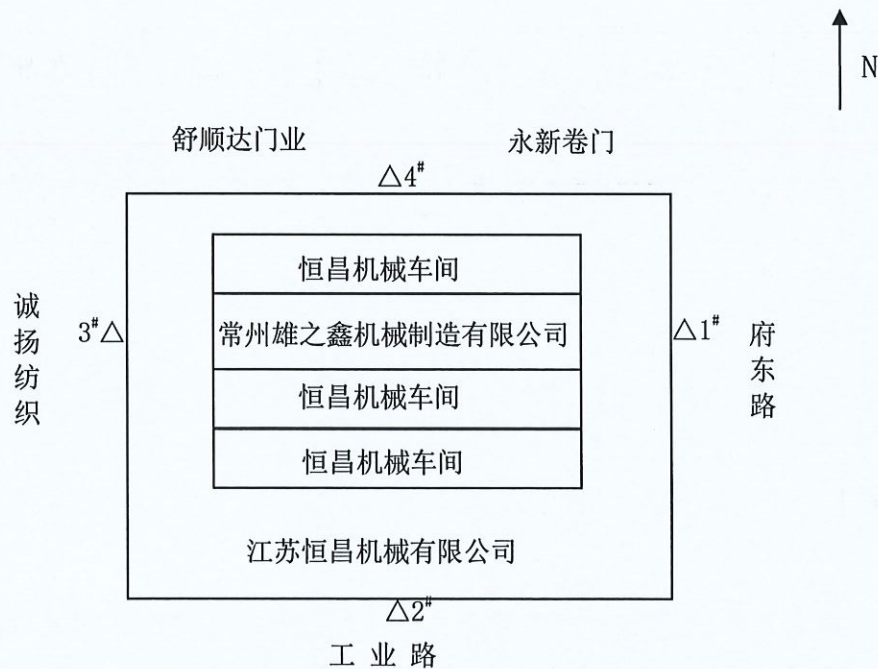 N
舒顺达门业 永新卷门
△4#
恒昌机械车间
诚扬纺织
3#△
常州雄之鑫机械制造有限公司
△1#
府东路
恒昌机械车间
恒昌机械车间
江苏恒昌机械有限公司
△2#
工业路